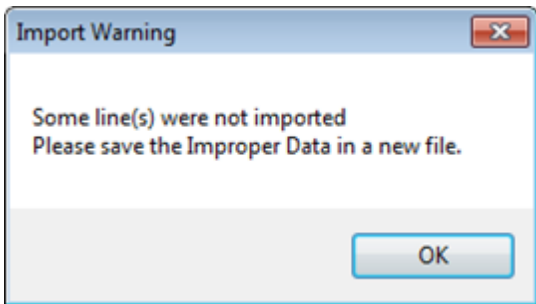 Import Warning
Some line(s) were not imported
Please save the Improper Data in a new file.
OK